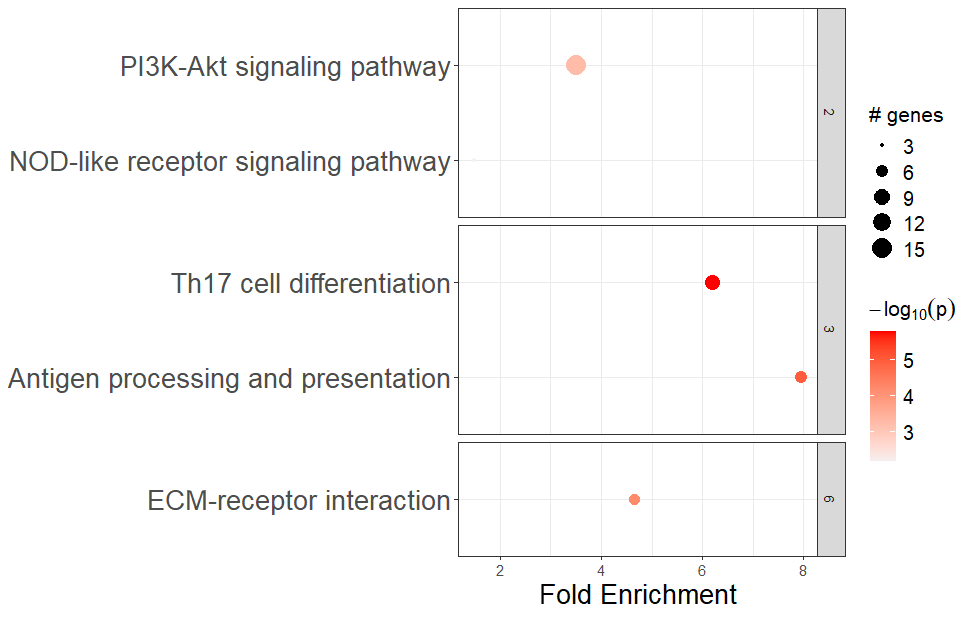 PI3K-Akt signaling pathway
NOD-like receptor signaling pathway
2
Th17 cell differentiation
Antigen processing and presentation
3
ECM-receptor interaction
6
2 4 6 8
Fold Enrichment
# genes
3
6
9
12
15
−log₁₀(p)
5
4
3